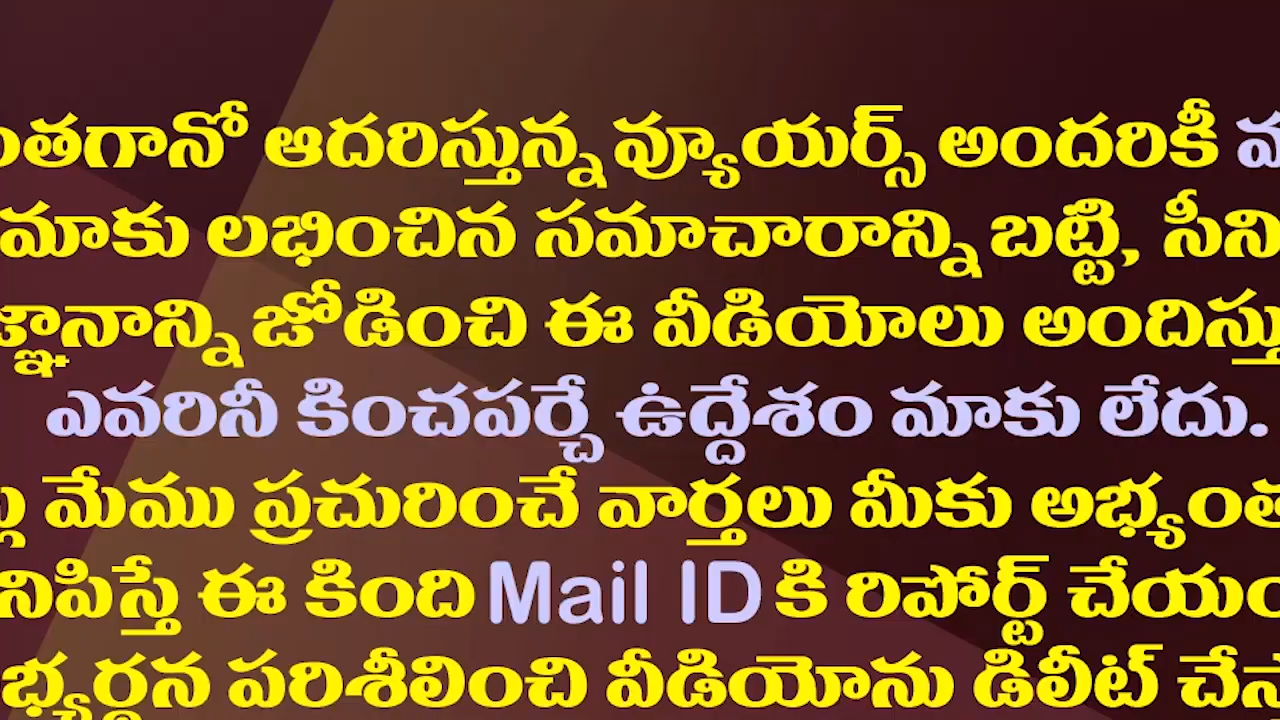 ంతగానో ఆదరిస్తున్న వ్యూయర్స్ అందరికీ
మాకు లభించిన సమాచారాన్ని బట్టి, సీని
జ్ఞానాన్ని జోడించి ఈ వీడియోలు అందిస్తు
ఎవరినీ కించపర్చే ఉద్దేశం మాకు లేదు.
మేము ప్రచురించే వార్తలు మీకు అభ్యంత
నిపిస్తే ఈ కింది Mail ID కి రిపోర్ట్ చేయం
భ్యర్థన పరిశీలించి వీడియోను డిలీట్ చేస